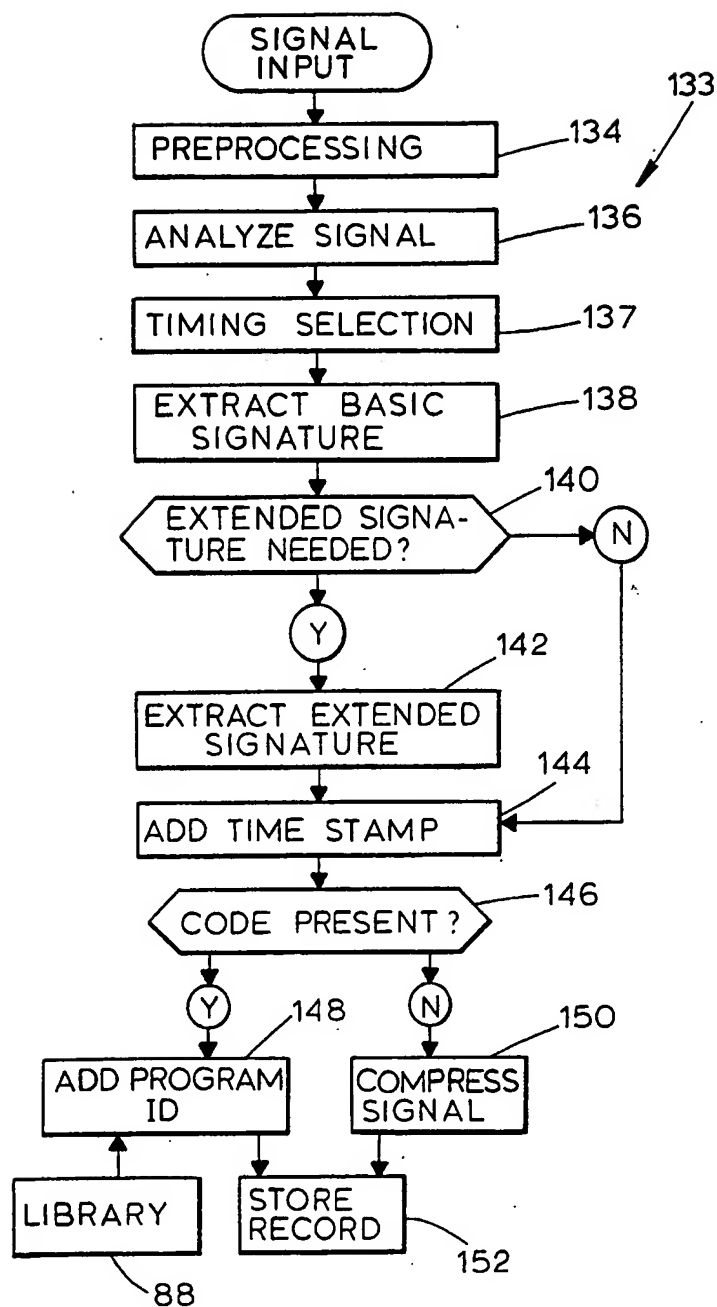 SIGNAL
INPUT
133
PREPROCESSING
134
ANALYZE SIGNAL
136
TIMING SELECTION
137
EXTRACT BASIC
SIGNATURE
138
140
EXTENDED SIGNA-
TURE NEEDED?
N
Y
142
EXTRACT EXTENDED
SIGNATURE
144
ADD TIME STAMP
146
CODE PRESENT?
Y
N
148
150
ADD PROGRAM
ID
COMPRESS
SIGNAL
LIBRARY
STORE
RECORD
88
152